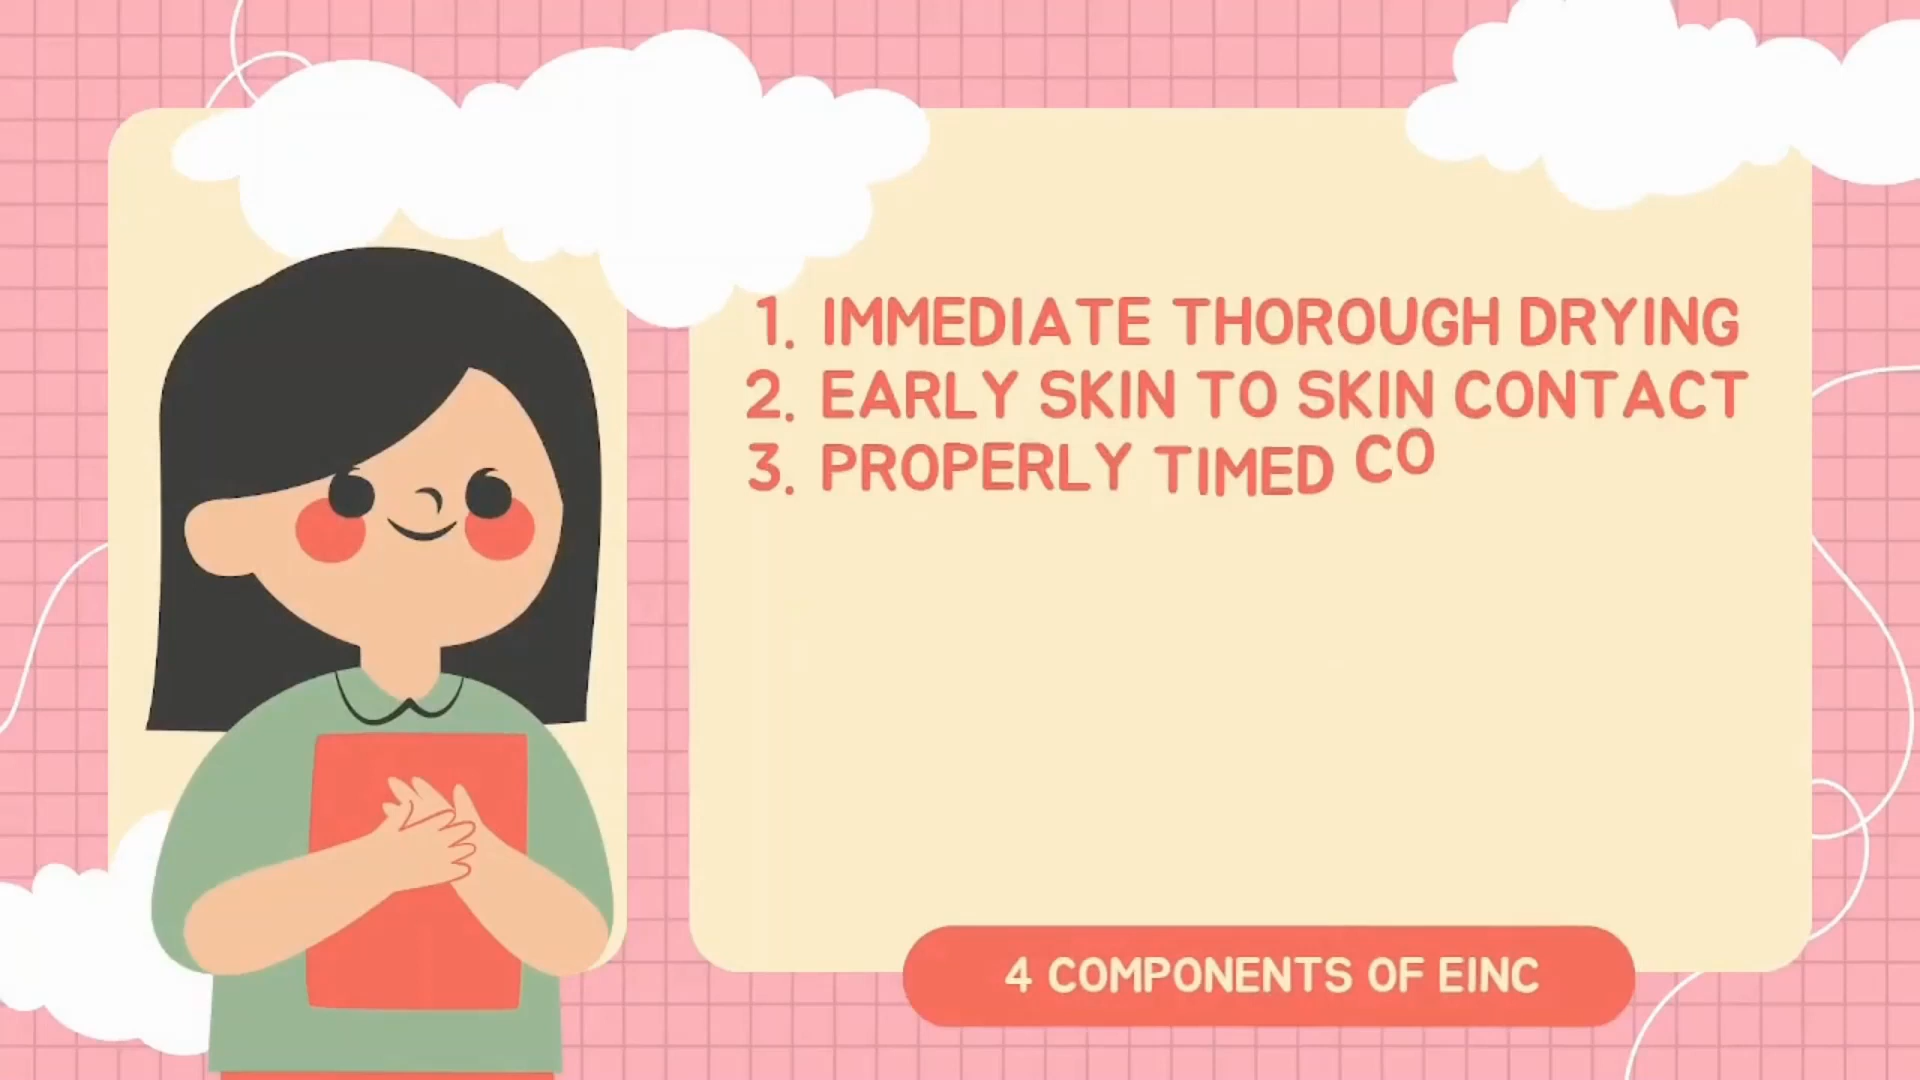 1. IMMEDIATE THOROUGH DRYING
2. EARLY SKIN TO SKIN CONTACT
3. PROPERLY TIMED CO
4 COMPONENTS OF EINC